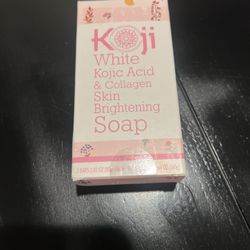 Koji
White
Kojic Acid
& Collagen
Skin
Brightening
Soap